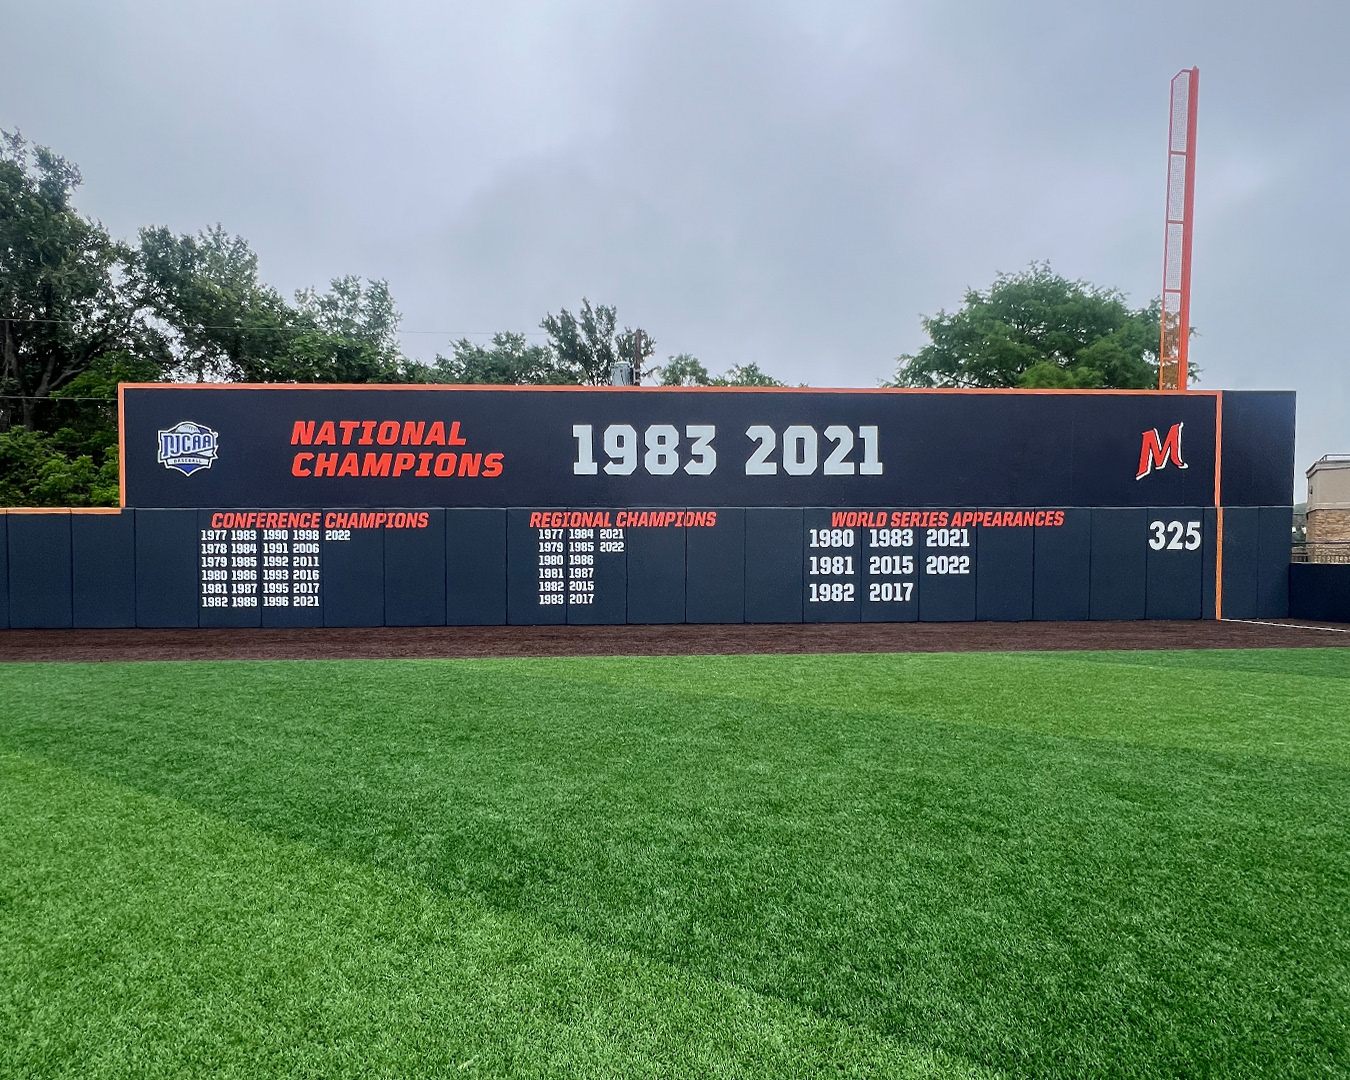 NJCAA
BASEBALL
NATIONAL
CHAMPIONS
1983 2021
M
CONFERENCE CHAMPIONS
1977 1983 1990 1998 2022
1978 1984 1991 2006
1979 1985 1992 2011
1980 1986 1993 2016
1981 1987 1995 2017
1982 1989 1996 2021
REGIONAL CHAMPIONS
1977 1984 2021
1979 1985 2022
1980 1986
1981 1987
1982 2015
1983 2017
WORLD SERIES APPEARANCES
1980 1983 2021
1981 2015 2022
1982 2017
325